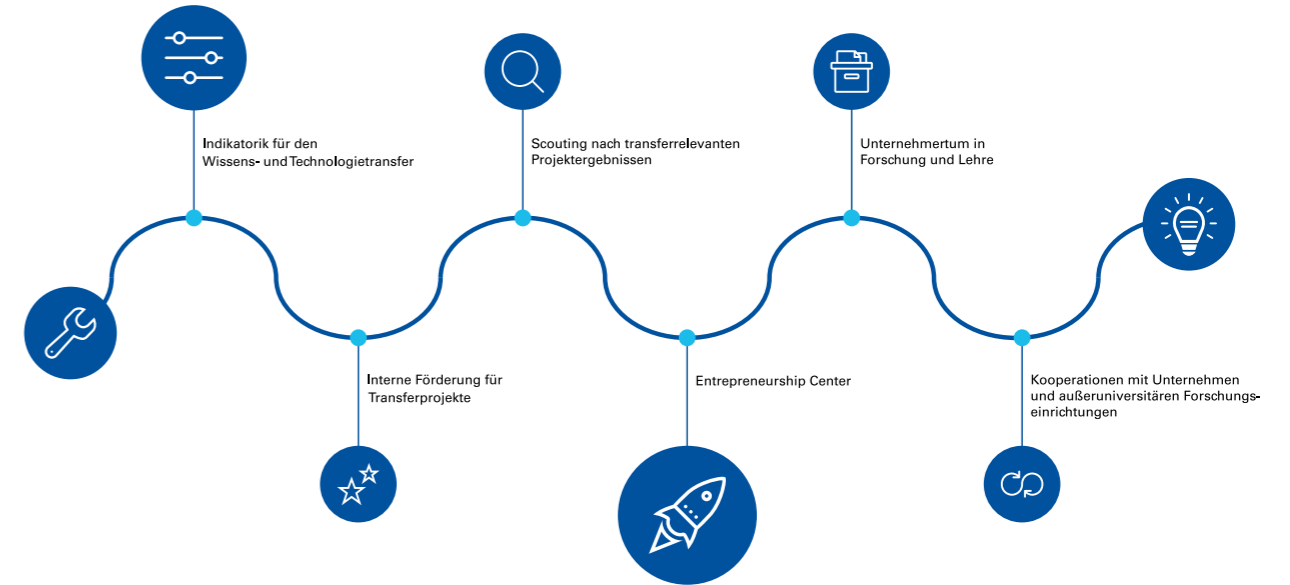 Indikatorik für den
Wissens- und Technologietransfer
Scouting nach transferrelevanten
Projektergebnissen
Unternehmertum in
Forschung und Lehre
Interne Förderung für
Transferprojekte
Entrepreneurship Center
Kooperationen mit Unternehmen
und außeruniversitären Forschungs-
einrichtungen